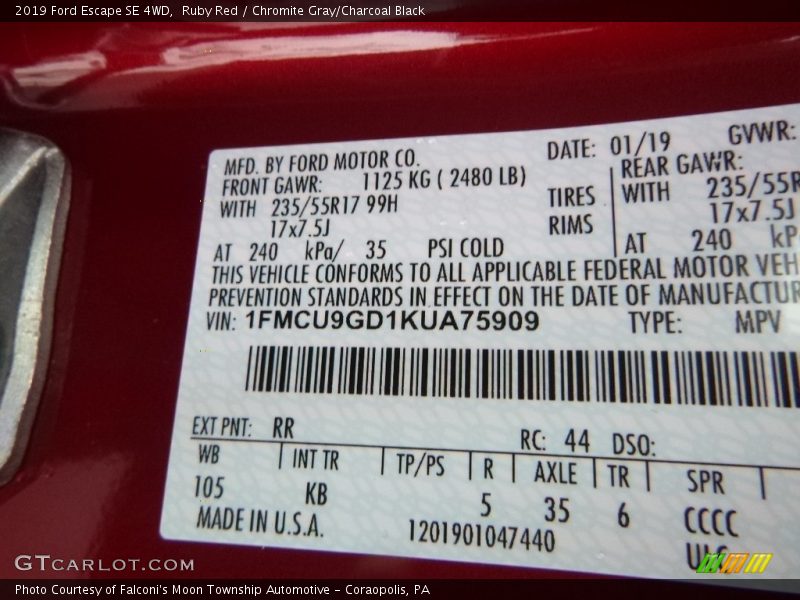 2019 Ford Escape SE 4WD, Ruby Red / Chromite Gray/Charcoal Black
MFD. BY FORD MOTOR CO. DATE: 01/19 GVWR:
FRONT GAWR: 1125 KG ( 2480 LB) REAR GAWR:
WITH 235/55R17 99H TIRES WITH 235/55R
17x7.5J RIMS 17x7.5J
AT 240 kPa/ 35 PSI COLD AT 240 kP
THIS VEHICLE CONFORMS TO ALL APPLICABLE FEDERAL MOTOR VEH
PREVENTION STANDARDS IN EFFECT ON THE DATE OF MANUFACTUR
VIN: 1FMCU9GD1KUA75909 TYPE: MPV
EXT PNT: RR RC: 44 DSO:
WB INT TR TP/PS R AXLE TR SPR
105 KB 5 35 6 CCCC
MADE IN U.S.A. 1201901047440
GTCARLOT.COM
Photo Courtesy of Falconi's Moon Township Automotive - Coraopolis, PA